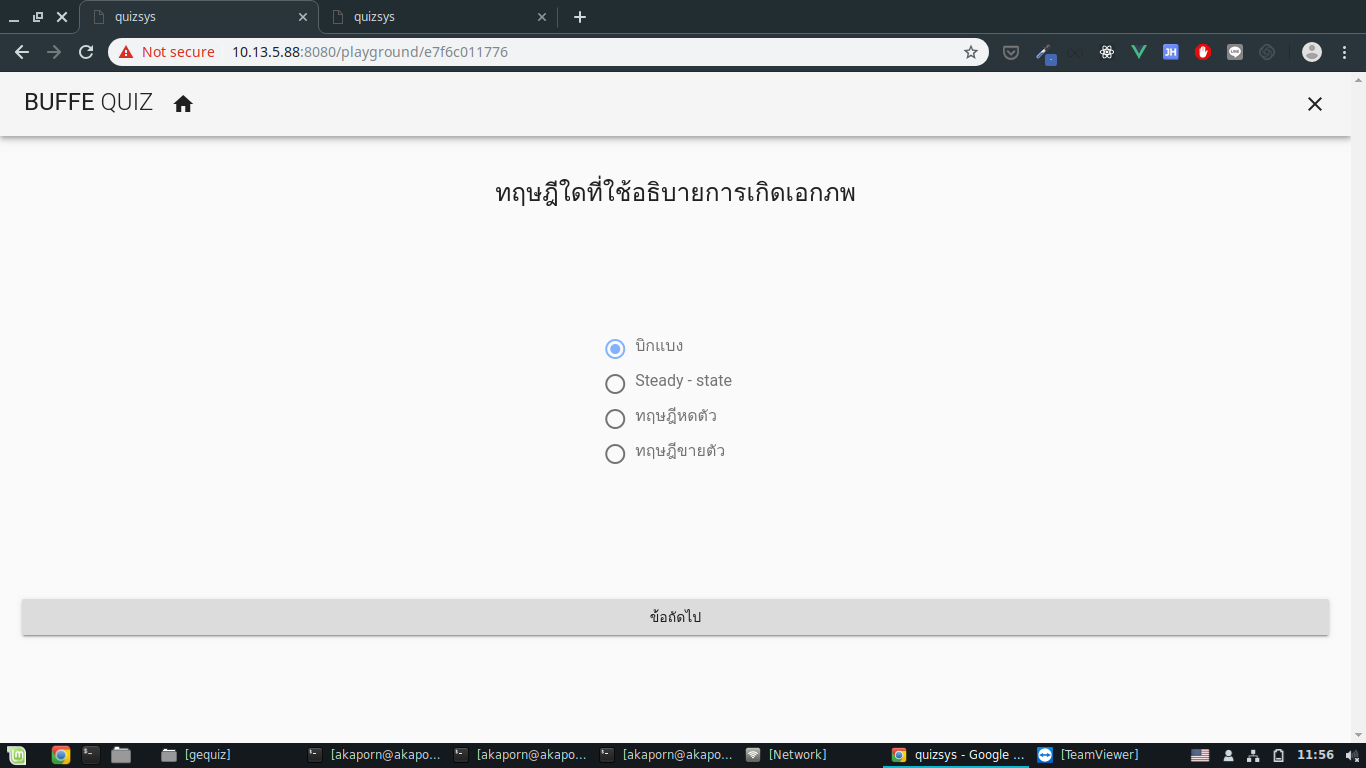 quizsys
quizsys
Not secure 10.13.5.88:8080/playground/e7f6c011776
BUFFE QUIZ
ทฤษฎีใดที่ใช้อธิบายการเกิดเอกภพ
บิกแบง
Steady - state
ทฤษฎีหดตัว
ทฤษฎีขายตัว
ข้อถัดไป
[gequiz] [akaporn@akapo... [akaporn@akapo... [akaporn@akapo... [Network] quizsys - Google ... [TeamViewer] 11:56